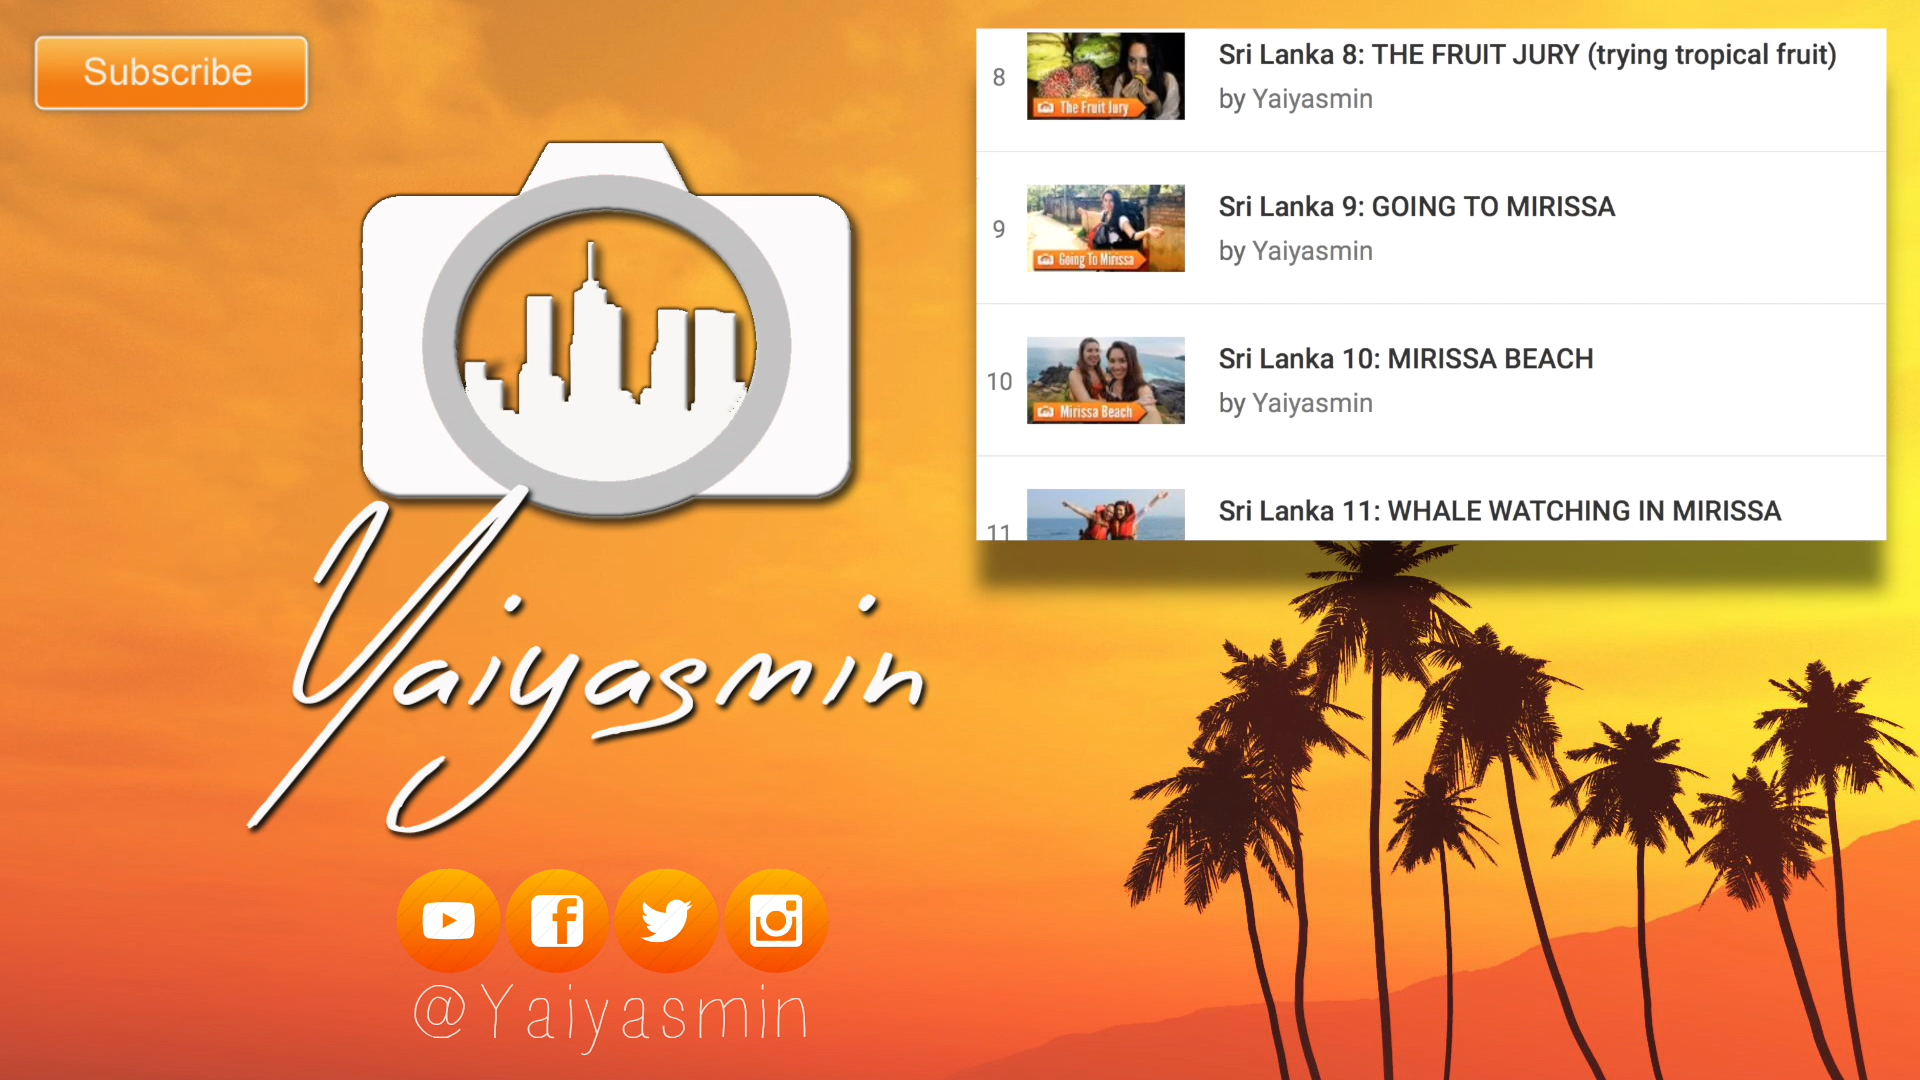 Subscribe
Yaiyasmin
@Yaiyasmin
8
The Fruit Jury
Sri Lanka 8: THE FRUIT JURY (trying tropical fruit)
by Yaiyasmin
9
Going To Mirissa
Sri Lanka 9: GOING TO MIRISSA
by Yaiyasmin
10
Mirissa Beach
Sri Lanka 10: MIRISSA BEACH
by Yaiyasmin
11
Sri Lanka 11: WHALE WATCHING IN MIRISSA